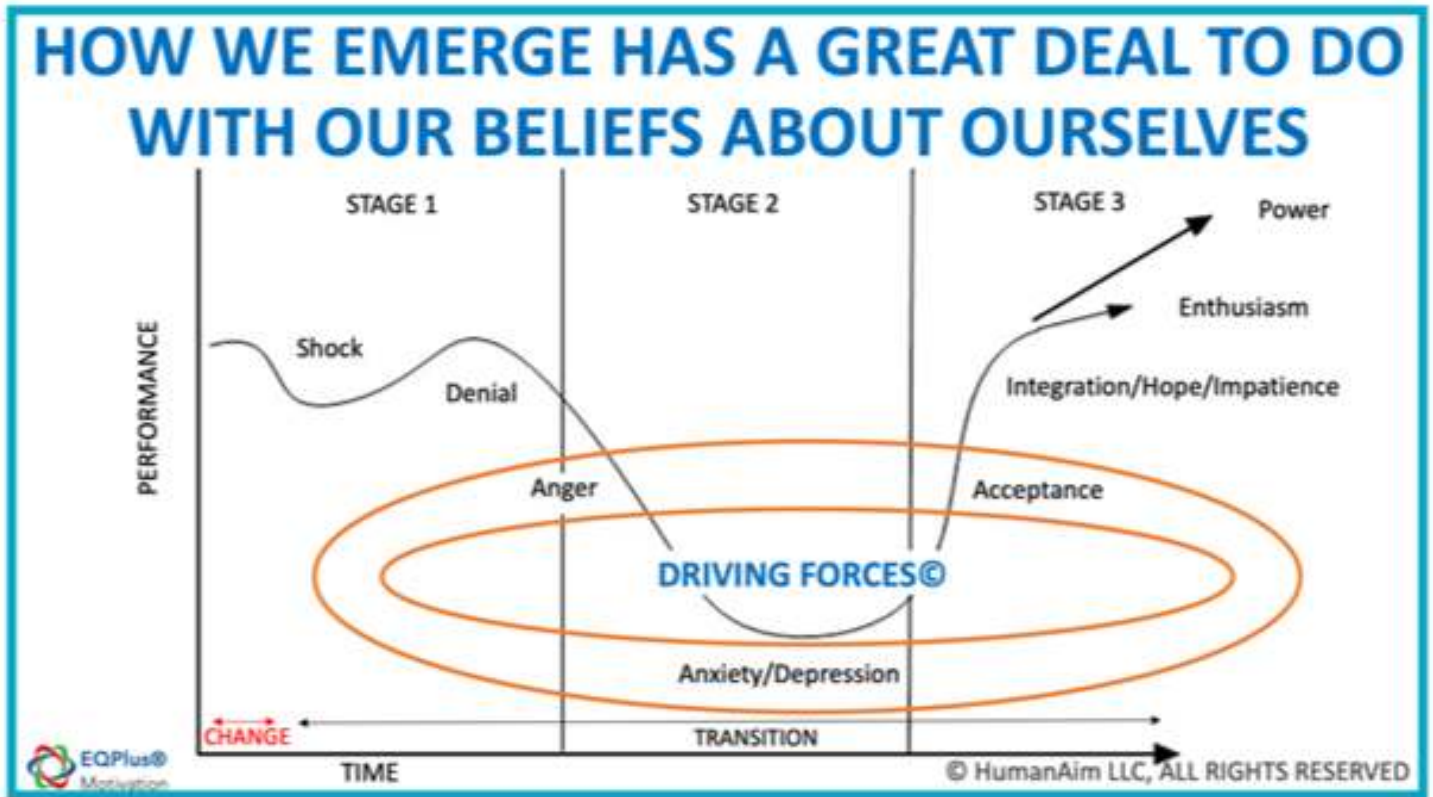 HOW WE EMERGE HAS A GREAT DEAL TO DO
WITH OUR BELIEFS ABOUT OURSELVES
STAGE 1
STAGE 2
STAGE 3
Power
Enthusiasm
Shock
Denial
Integration/Hope/Impatience
PERFORMANCE
Anger
Acceptance
DRIVING FORCES©
Anxiety/Depression
CHANGE
TRANSITION
TIME
EQPlus®
Motivation
© HumanAim LLC, ALL RIGHTS RESERVED